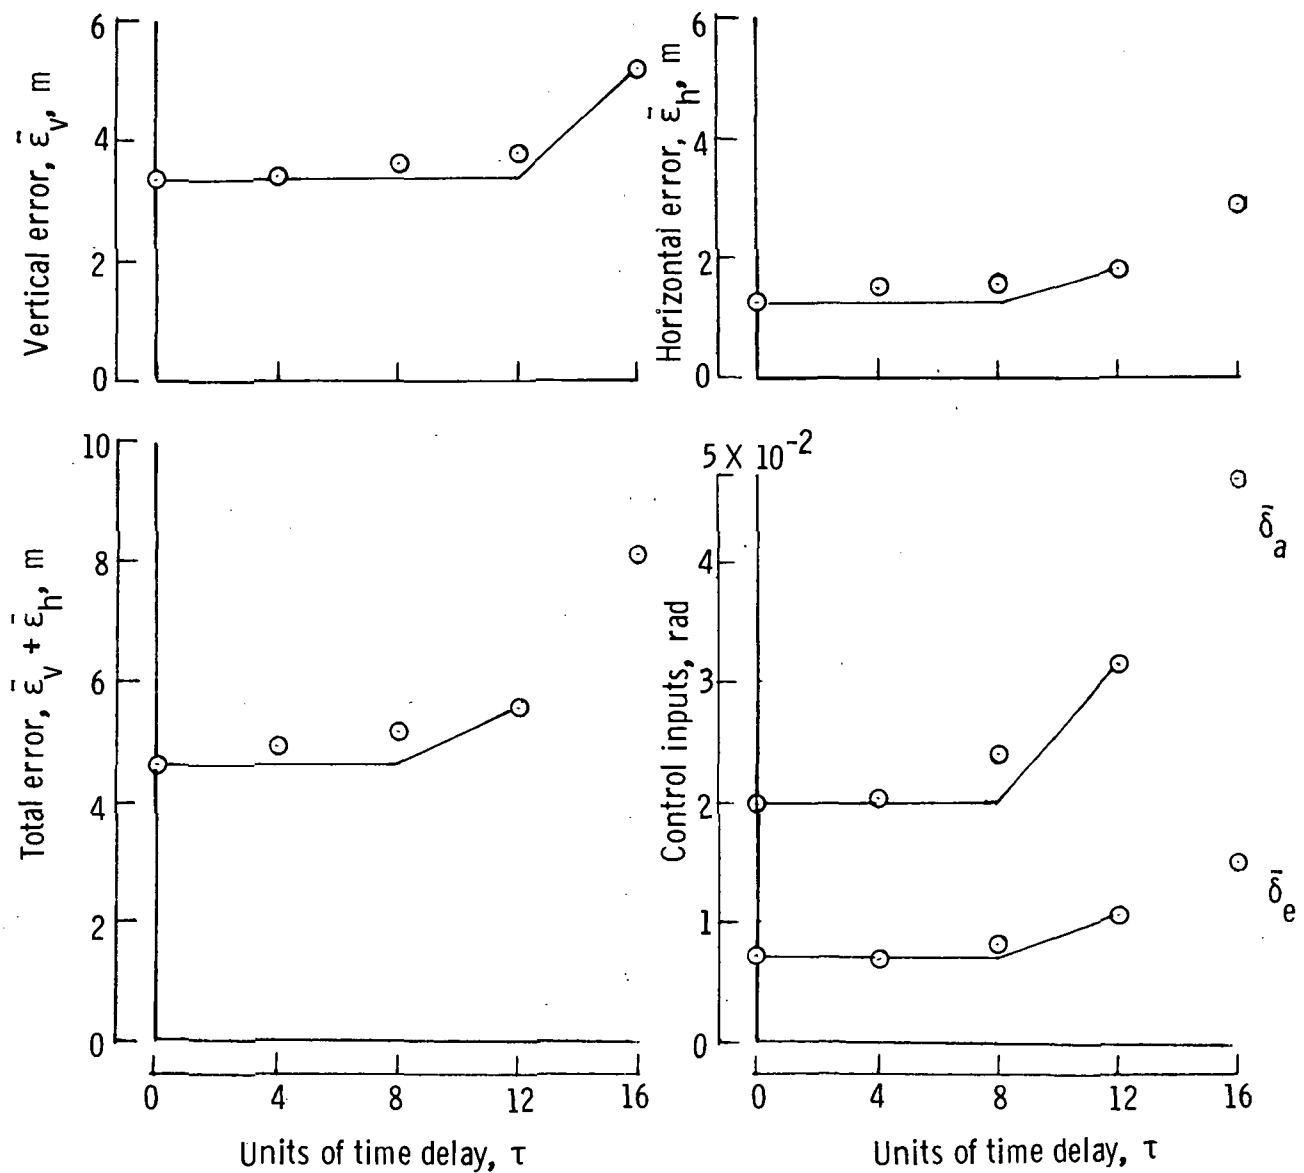 6
4
2
0
Vertical error, ε̄v, m
6
4
2
0
Horizontal error, ε̄h, m
10
8
6
4
2
0
Total error, ε̄v + ε̄h, m
0 4 8 12 16
Units of time delay, τ
5 X 10⁻²
4
3
2
1
0
Control inputs, rad
δ̄a
δ̄e
0 4 8 12 16
Units of time delay, τ